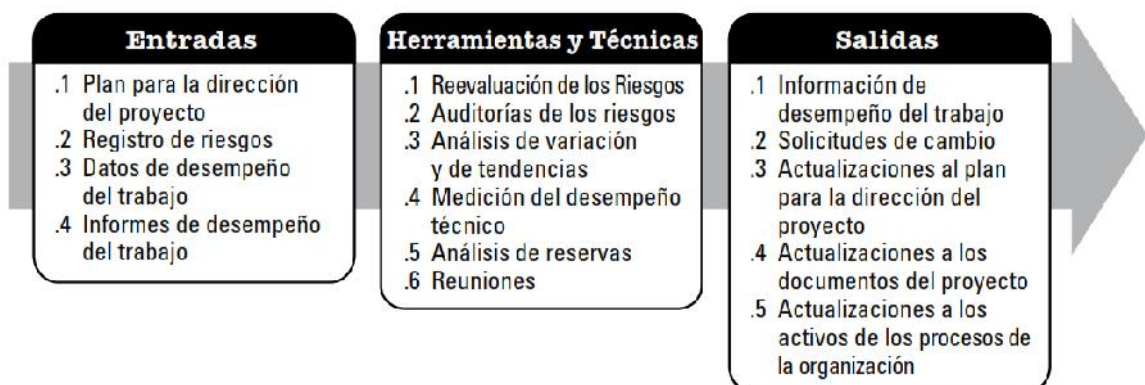 Entradas
.1 Plan para la dirección
del proyecto
.2 Registro de riesgos
.3 Datos de desempeño
del trabajo
.4 Informes de desempeño
del trabajo
Herramientas y Técnicas
.1 Reevaluación de los Riesgos
.2 Auditorías de los riesgos
.3 Análisis de variación
y de tendencias
.4 Medición del desempeño
técnico
.5 Análisis de reservas
.6 Reuniones
Salidas
.1 Información de
desempeño del trabajo
.2 Solicitudes de cambio
.3 Actualizaciones al plan
para la dirección del
proyecto
.4 Actualizaciones a los
documentos del proyecto
.5 Actualizaciones a los
activos de los procesos de
la organización